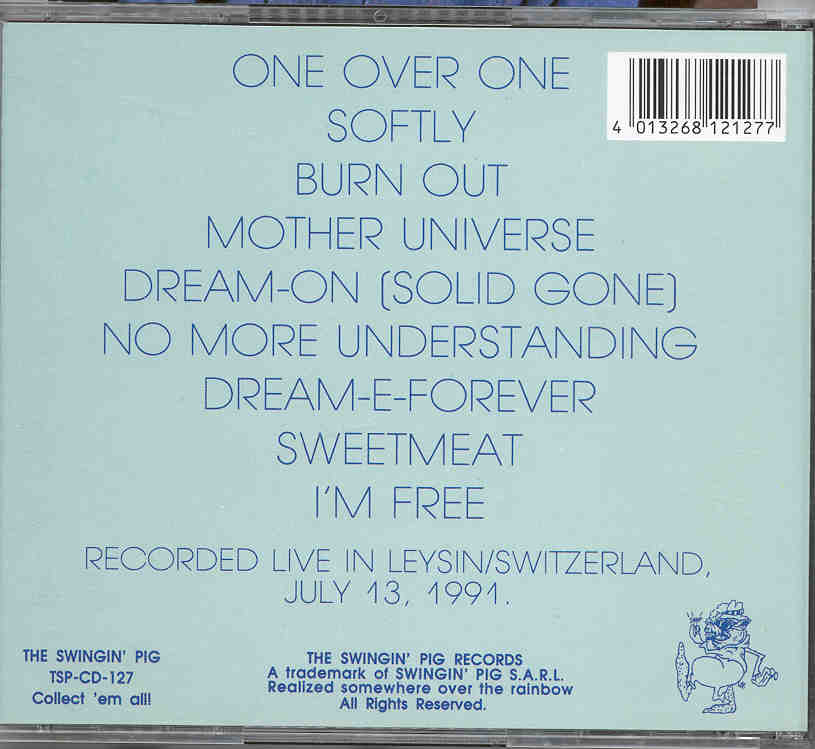 ONE OVER ONE
SOFTLY
BURN OUT
MOTHER UNIVERSE
DREAM-ON (SOLID GONE)
NO MORE UNDERSTANDING
DREAM-E-FOREVER
SWEETMEAT
I'M FREE
RECORDED LIVE IN LEYSIN/SWITZERLAND,
JULY 13, 1991.
4 013268 121277
THE SWINGIN' PIG
TSP-CD-127
Collect 'em all!
THE SWINGIN' PIG RECORDS
A trademark of SWINGIN' PIG S.A.R.L.
Realized somewhere over the rainbow
All Rights Reserved.